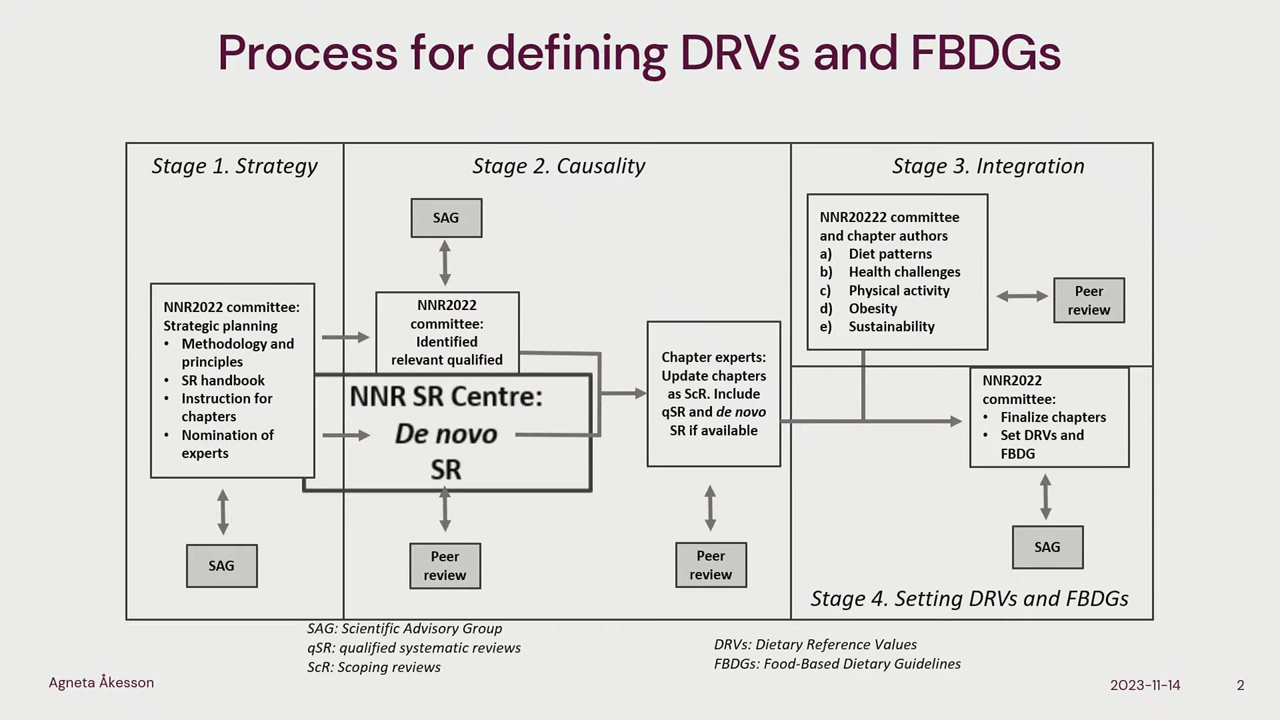 Process for defining DRVs and FBDGs
Stage 1. Strategy
NNR2022 committee:
Strategic planning
• Methodology and
principles
• SR handbook
• Instruction for
chapters
• Nomination of
experts
SAG
Stage 2. Causality
SAG
NNR2022
committee:
Identified
relevant qualified
NNR SR Centre:
De novo
SR
Peer
review
Chapter experts:
Update chapters
as ScR. Include
qSR and de novo
SR if available
Peer
review
Stage 3. Integration
NNR20222 committee
and chapter authors
a) Diet patterns
b) Health challenges
c) Physical activity
d) Obesity
e) Sustainability
Peer
review
NNR2022
committee:
• Finalize chapters
• Set DRVs and
FBDG
SAG
Stage 4. Setting DRVs and FBDGs
SAG: Scientific Advisory Group
qSR: qualified systematic reviews
ScR: Scoping reviews
DRVs: Dietary Reference Values
FBDGs: Food-Based Dietary Guidelines
Agneta Åkesson
2023-11-14
2